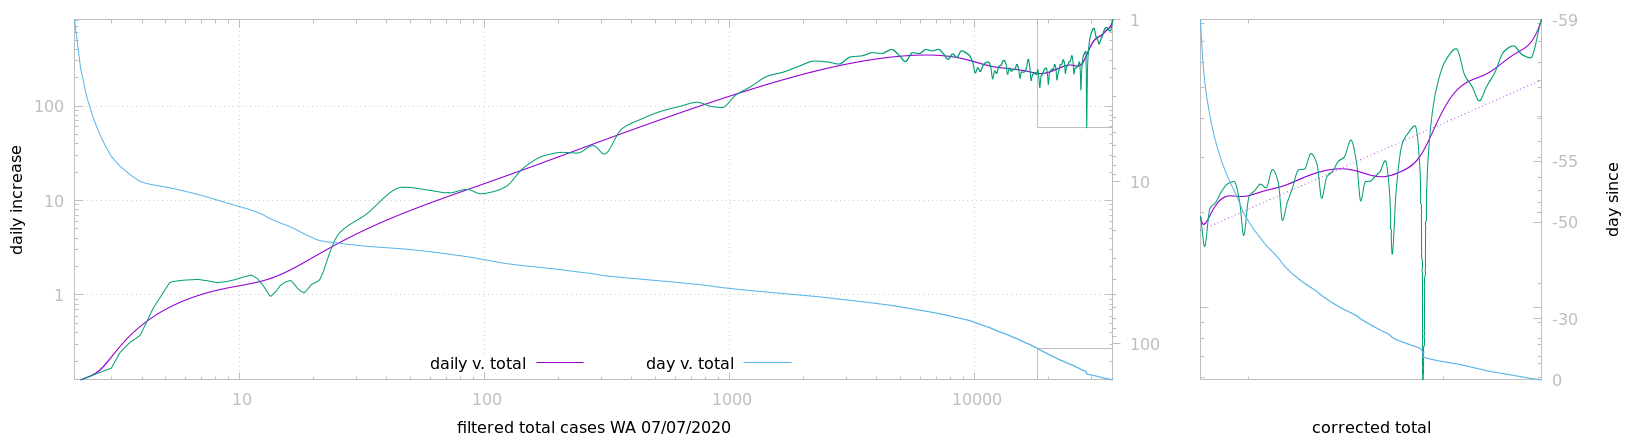 daily increase
100
10
1
10
100
1000
10000
filtered total cases WA 07/07/2020
daily v. total
day v. total
1
10
100
-59
-55
-50
-30
0
day since
corrected total